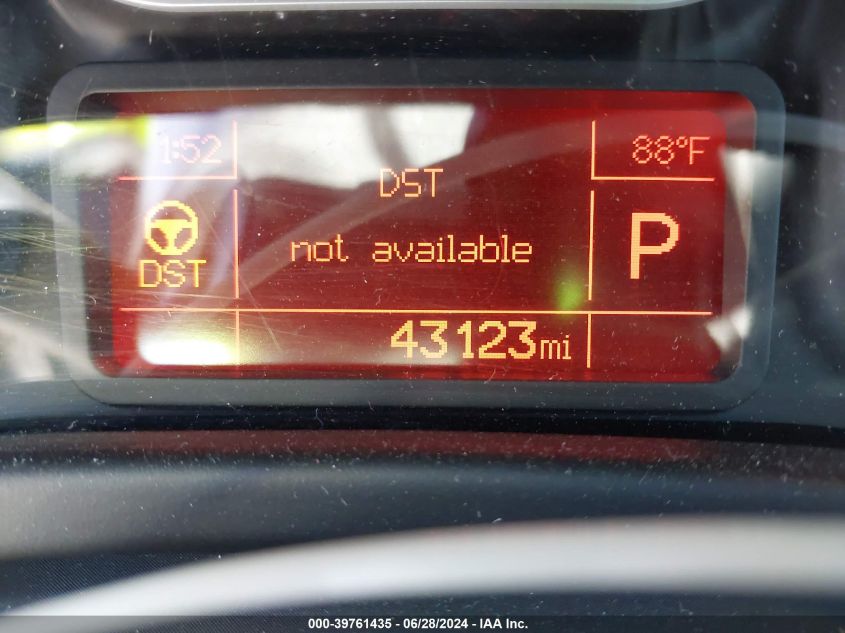 1:52
88°F
DST
not available
P
DST
43123mi
000-39761435 - 06/28/2024 - IAA Inc.